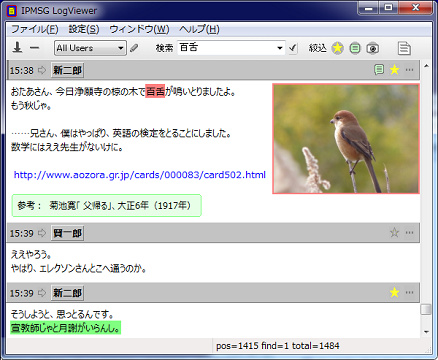 IPMSG LogViewer
ファイル(F) 設定(S) ウィンドウ(W) ヘルプ(H)
All Users 検索 百舌 絞込
15:38 新二郎
おたあさん、今日浄願寺の椋の木で百舌が鳴いとりましたよ。
もう秋じゃ。
……兄さん、僕はやっぱり、英語の検定をとることにしました。
数学にはええ先生がないけに。
http://www.aozora.gr.jp/cards/000083/card502.html
参考： 菊池寛「 父帰る」、大正6年（1917年）
15:39 賢一郎
ええやろう。
やはり、エレクソンさんとこへ通うのか。
15:39 新二郎
そうしようと、思っとるんです。
宣教師じゃと月謝がいらんし。
pos=1415 find=1 total=1484